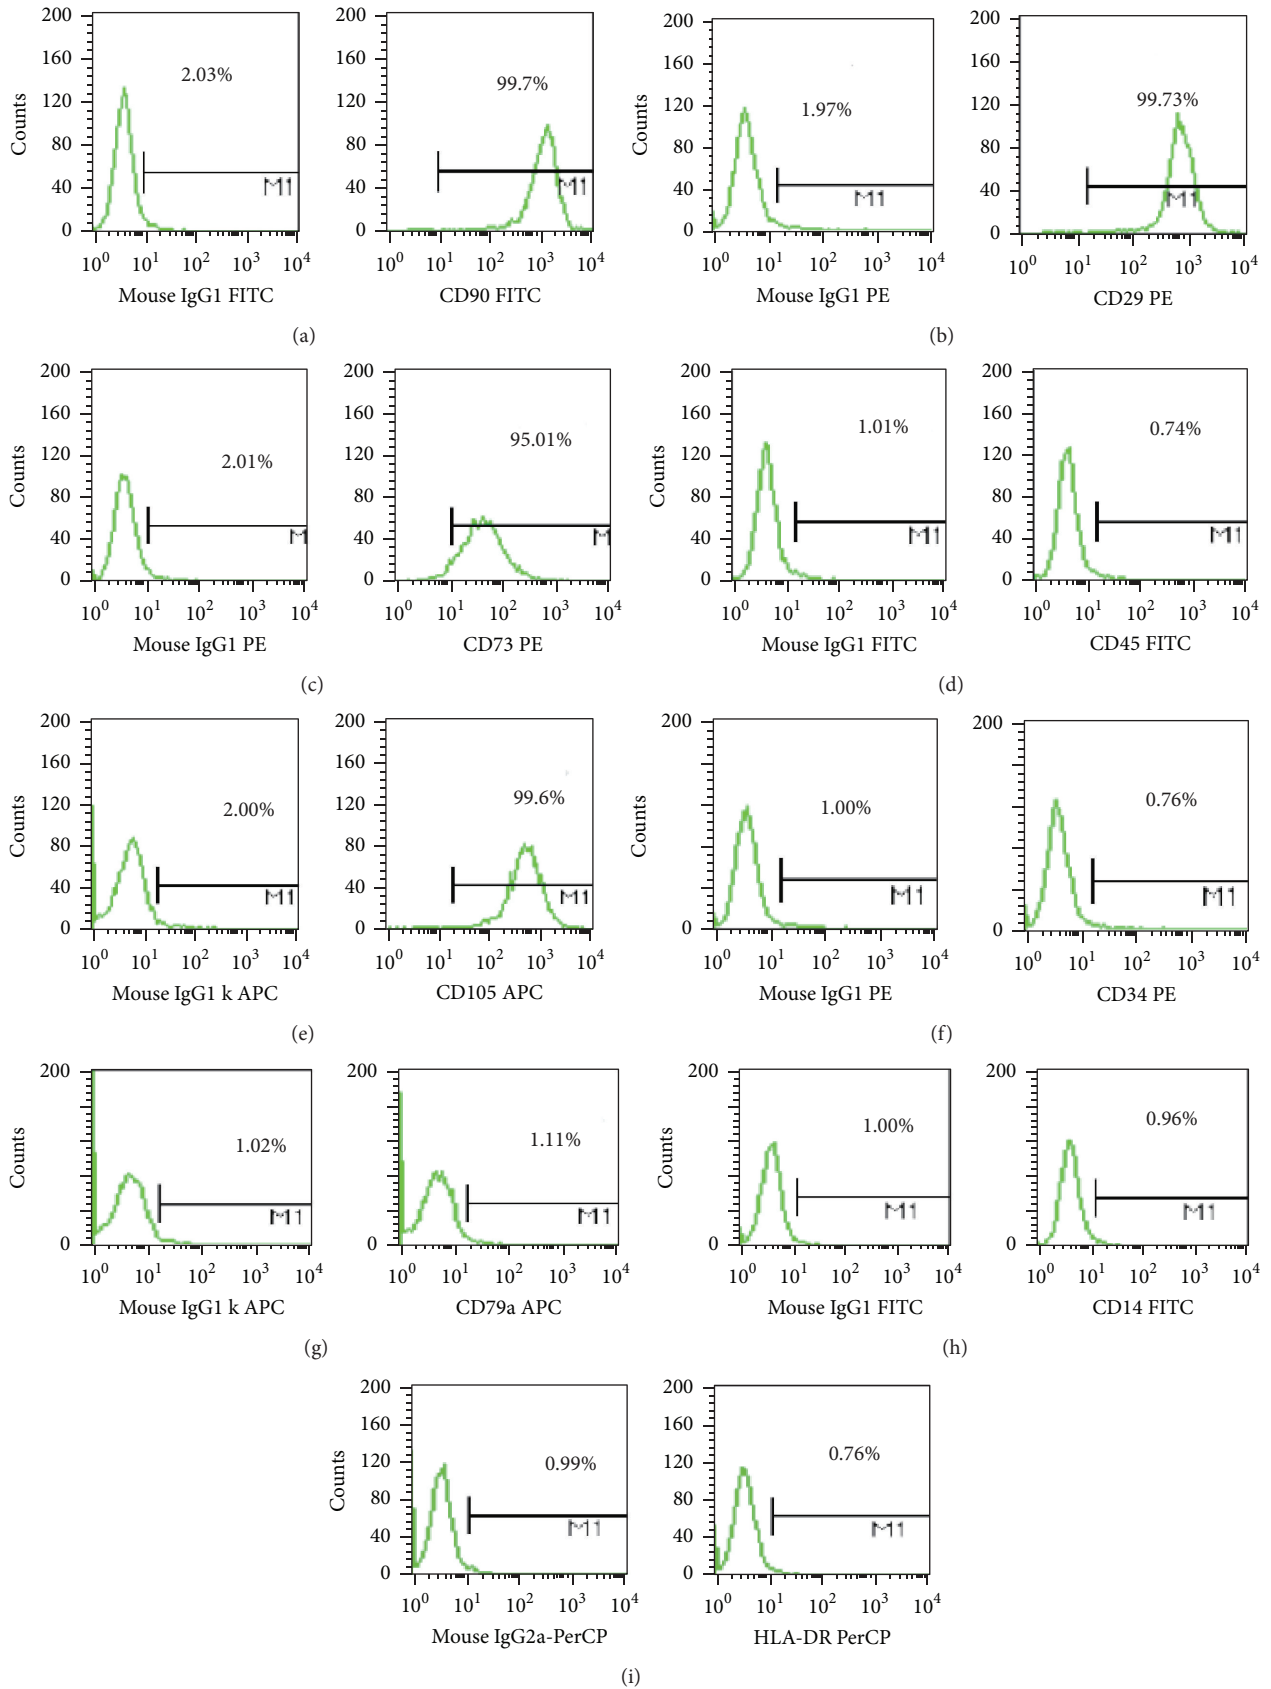 200
160
120
80
40
0
Counts
2.03%
M1
10^0 10^1 10^2 10^3 10^4
Mouse IgG1 FITC
200
160
120
80
40
0
99.7%
M1
10^0 10^1 10^2 10^3 10^4
CD90 FITC
(a)
200
160
120
80
40
0
Counts
1.97%
M1
10^0 10^1 10^2 10^3 10^4
Mouse IgG1 PE
200
160
120
80
40
0
99.73%
M1
10^0 10^1 10^2 10^3 10^4
CD29 PE
(b)
200
160
120
80
40
0
Counts
2.01%
M
10^0 10^1 10^2 10^3 10^4
Mouse IgG1 PE
200
160
120
80
40
0
95.01%
M
10^0 10^1 10^2 10^3 10^4
CD73 PE
(c)
200
160
120
80
40
0
Counts
1.01%
M1
10^0 10^1 10^2 10^3 10^4
Mouse IgG1 FITC
200
160
120
80
40
0
0.74%
M1
10^0 10^1 10^2 10^3 10^4
CD45 FITC
(d)
200
160
120
80
40
0
Counts
2.00%
M1
10^0 10^1 10^2 10^3 10^4
Mouse IgG1 k APC
200
160
120
80
40
0
99.6%
M1
10^0 10^1 10^2 10^3 10^4
CD105 APC
(e)
200
0
Counts
1.00%
M1
10^0 10^1 10^2 10^3 10^4
Mouse IgG1 PE
200
0
0.76%
M1
10^0 10^1 10^2 10^3 10^4
CD34 PE
(f)
200
0
Counts
1.02%
M1
10^0 10^1 10^2 10^3 10^4
Mouse IgG1 k APC
200
0
1.11%
M1
10^0 10^1 10^2 10^3 10^4
CD79a APC
(g)
200
0
Counts
1.00%
M1
10^0 10^1 10^2 10^3 10^4
Mouse IgG1 FITC
200
0
0.96%
M1
10^0 10^1 10^2 10^3 10^4
CD14 FITC
(h)
200
160
120
80
40
0
Counts
0.99%
M1
10^0 10^1 10^2 10^3 10^4
Mouse IgG2a-PerCP
200
160
120
80
40
0
0.76%
M1
10^0 10^1 10^2 10^3 10^4
HLA-DR PerCP
(i)